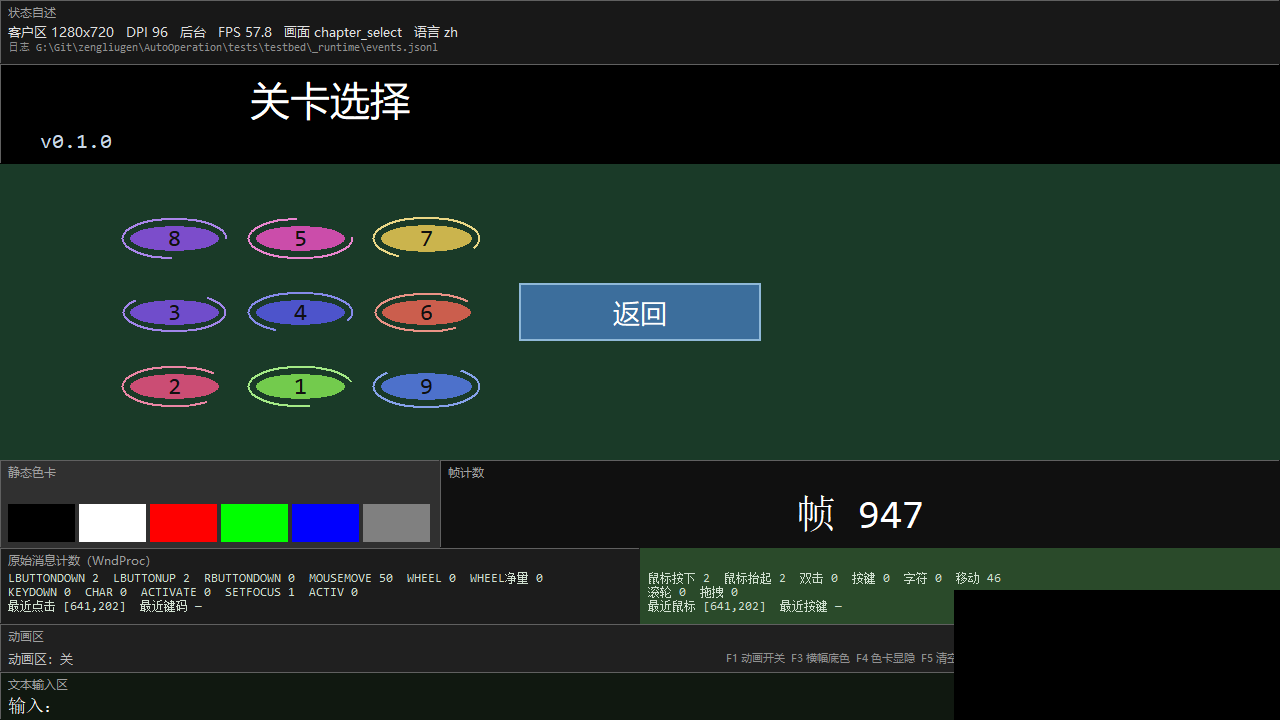 状态自述
客户区 1280x720 DPI 96 后台 FPS 57.8 画面 chapter_select 语言 zh
日志 G:\Git\zengliugen\AutoOperation\tests\testbed\_runtime\events.jsonl
关卡选择
v0.1.0
8 5 7
3 4 6
返回
2 1 9
静态色卡
帧计数
帧 947
原始消息计数 (WndProc)
LBUTTONDOWN 2 LBUTTONUP 2 RBUTTONDOWN 0 MOUSEMOVE 50 WHEEL 0 WHEEL净里 0
KEYDOWN 0 CHAR 0 ACTIVATE 0 SETFOCUS 1 ACTIV 0
最近点击 [641,202] 最近键码 —
鼠标按下 2 鼠标抬起 2 双击 0 按键 0 字符 0 移动 46
滚轮 0 拖拽 0
最近鼠标 [641,202] 最近按键 —
动画区
动画区: 关
F1 动画开关 F3 横幅底色 F4 色卡显隐 F5 清空
文本输入区
输入: